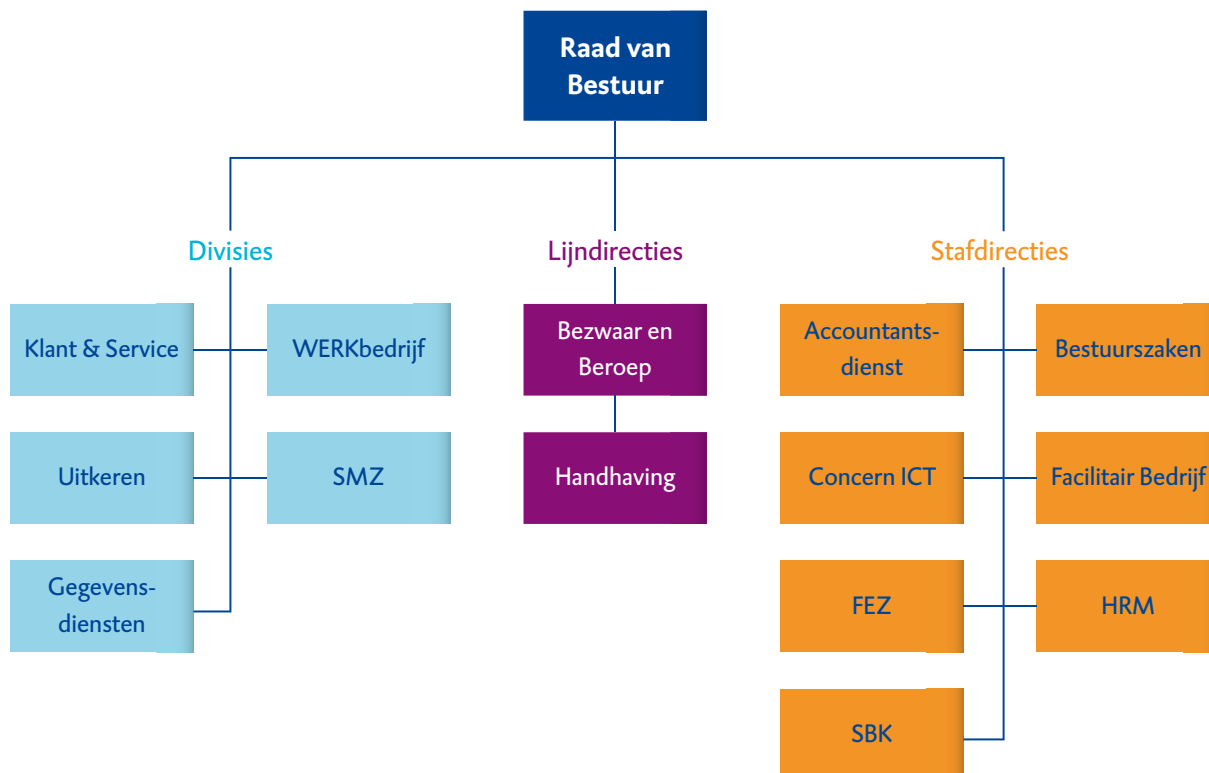 Raad van
Bestuur
Divisies
Lijndirecties
Stafdirecties
Klant & Service
WERKbedrijf
Uitkeren
SMZ
Gegevens-
diensten
Bezwaar en
Beroep
Handhaving
Accountants-
dienst
Bestuurszaken
Concern ICT
Facilitair Bedrijf
FEZ
HRM
SBK